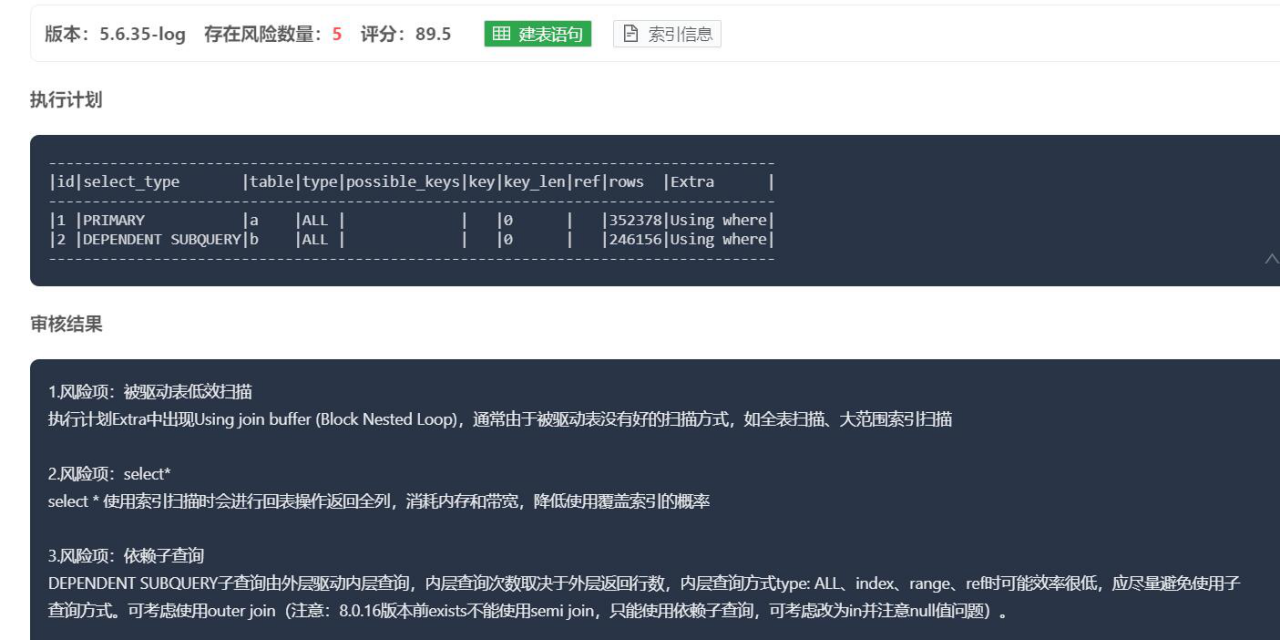 版本：5.6.35-log 存在风险数量：5 评分：89.5 建表语句 索引信息
执行计划
-----------------------------------------------------------------------------------
|id|select_type       |table|type|possible_keys|key|key_len|ref|rows  |Extra      |
-----------------------------------------------------------------------------------
|1 |PRIMARY           |a    |ALL |             |   |0      |   |352378|Using where|
|2 |DEPENDENT SUBQUERY|b    |ALL |             |   |0      |   |246156|Using where|
-----------------------------------------------------------------------------------
审核结果
1.风险项：被驱动表低效扫描
执行计划Extra中出现Using join buffer (Block Nested Loop)，通常由于被驱动表没有好的扫描方式，如全表扫描、大范围索引扫描
2.风险项：select*
select * 使用索引扫描时会进行回表操作返回全列，消耗内存和带宽，降低使用覆盖索引的概率
3.风险项：依赖子查询
DEPENDENT SUBQUERY子查询由外层驱动内层查询，内层查询次数取决于外层返回行数，内层查询方式type: ALL、index、range、ref时可能效率很低，应尽量避免使用子
查询方式。可考虑使用outer join（注意：8.0.16版本前exists不能使用semi join，只能使用依赖子查询，可考虑改为in并注意null值问题）。